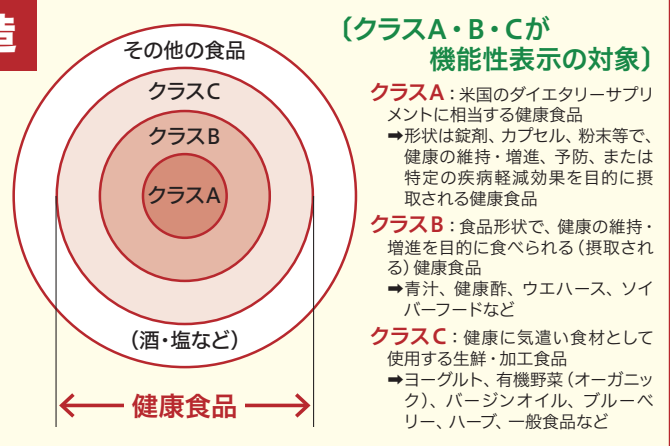 造
その他の食品
クラスC
クラスB
クラスA
（酒・塩など）
健康食品
〔クラスA・B・Cが
機能性表示の対象〕
クラスA：米国のダイエタリーサプリ
メントに相当する健康食品
➡形状は錠剤、カプセル、粉末等で、
健康の維持・増進、予防、または
特定の疾病軽減効果を目的に摂
取される健康食品
クラスB：食品形状で、健康の維持・
増進を目的に食べられる（摂取され
る）健康食品
➡青汁、健康酢、ウエハース、ソイ
バーフードなど
クラスC：健康に気遣い食材として
使用する生鮮・加工食品
➡ヨーグルト、有機野菜（オーガニッ
ク）、バージンオイル、ブルーベ
リー、ハーブ、一般食品など